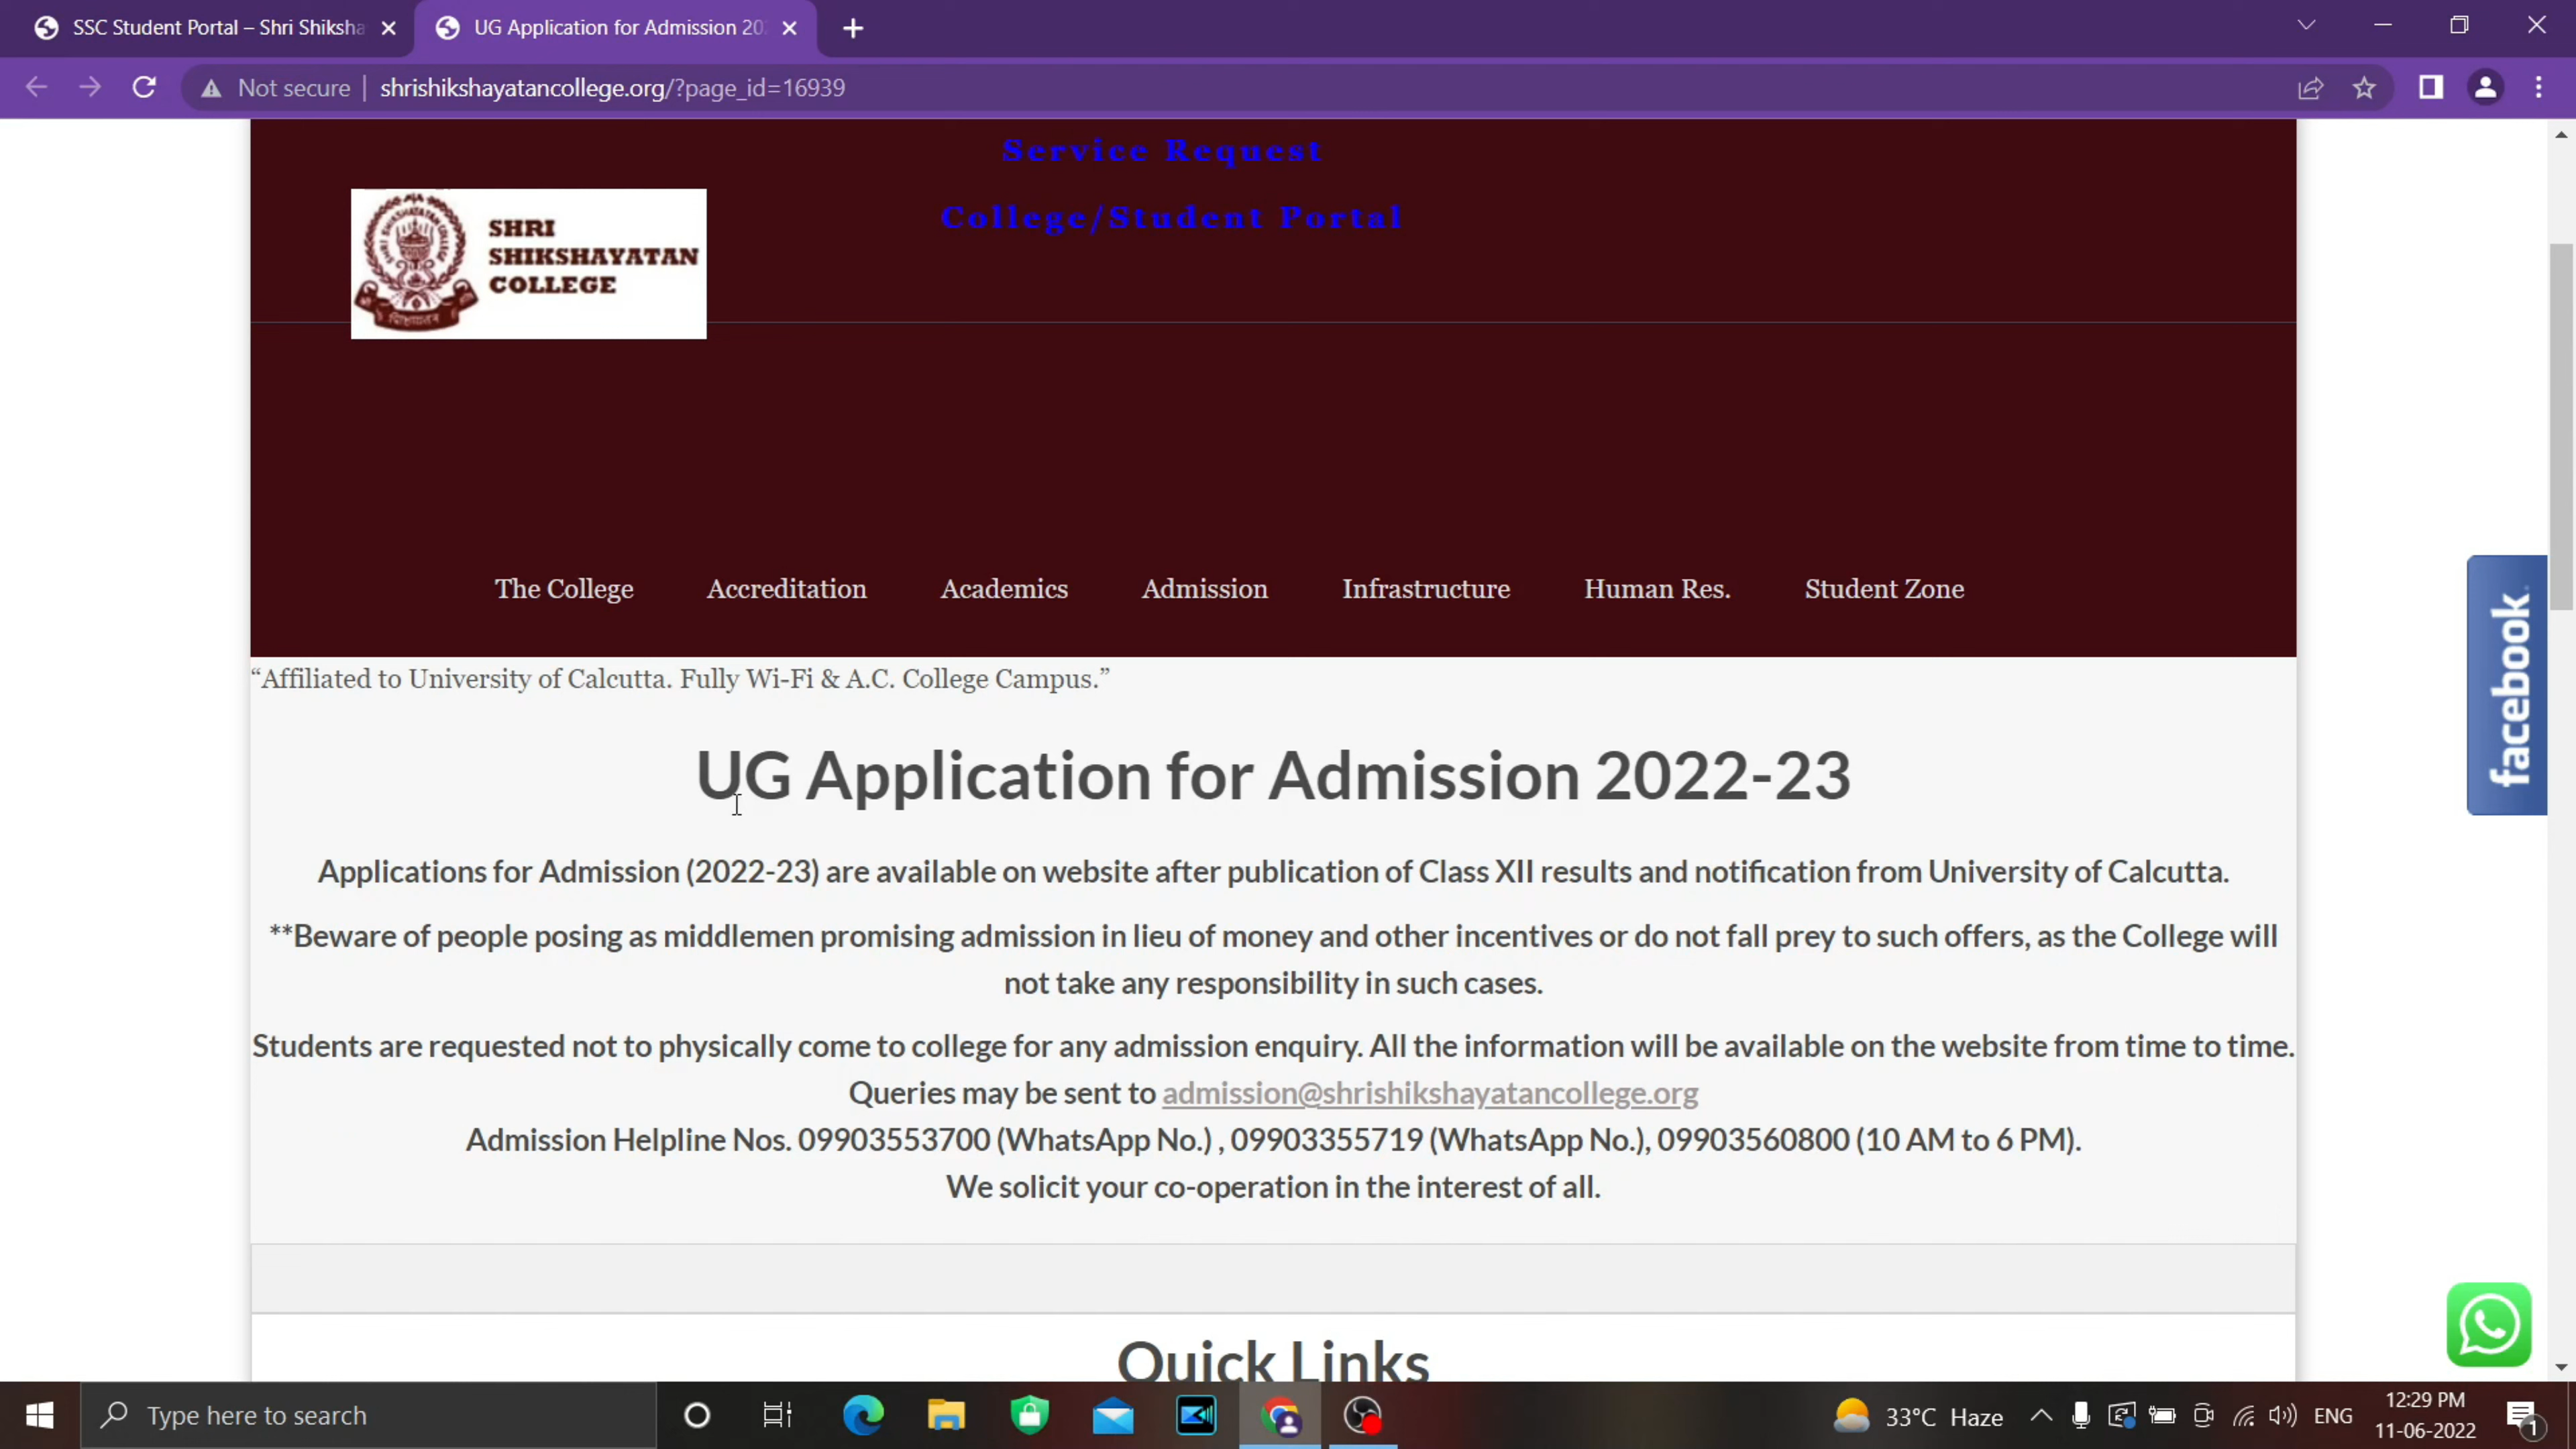 SSC Student Portal – Shri Shiksha
UG Application for Admission 20
Not secure
shrishikshayatancollege.org/?page_id=16939
Service Request
College/Student Portal
SHRI
SHIKSHAYATAN
COLLEGE
The College Accreditation Academics Admission Infrastructure Human Res. Student Zone
“Affiliated to University of Calcutta. Fully Wi-Fi & A.C. College Campus.”
UG Application for Admission 2022-23
Applications for Admission (2022-23) are available on website after publication of Class XII results and notification from University of Calcutta.
**Beware of people posing as middlemen promising admission in lieu of money and other incentives or do not fall prey to such offers, as the College will
not take any responsibility in such cases.
Students are requested not to physically come to college for any admission enquiry. All the information will be available on the website from time to time.
Queries may be sent to admission@shrishikshayatancollege.org
Admission Helpline Nos. 09903553700 (WhatsApp No.) , 09903355719 (WhatsApp No.), 09903560800 (10 AM to 6 PM).
We solicit your co-operation in the interest of all.
facebook
Quick Links
Type here to search
33°C Haze
ENG
12:29 PM
11-06-2022
1